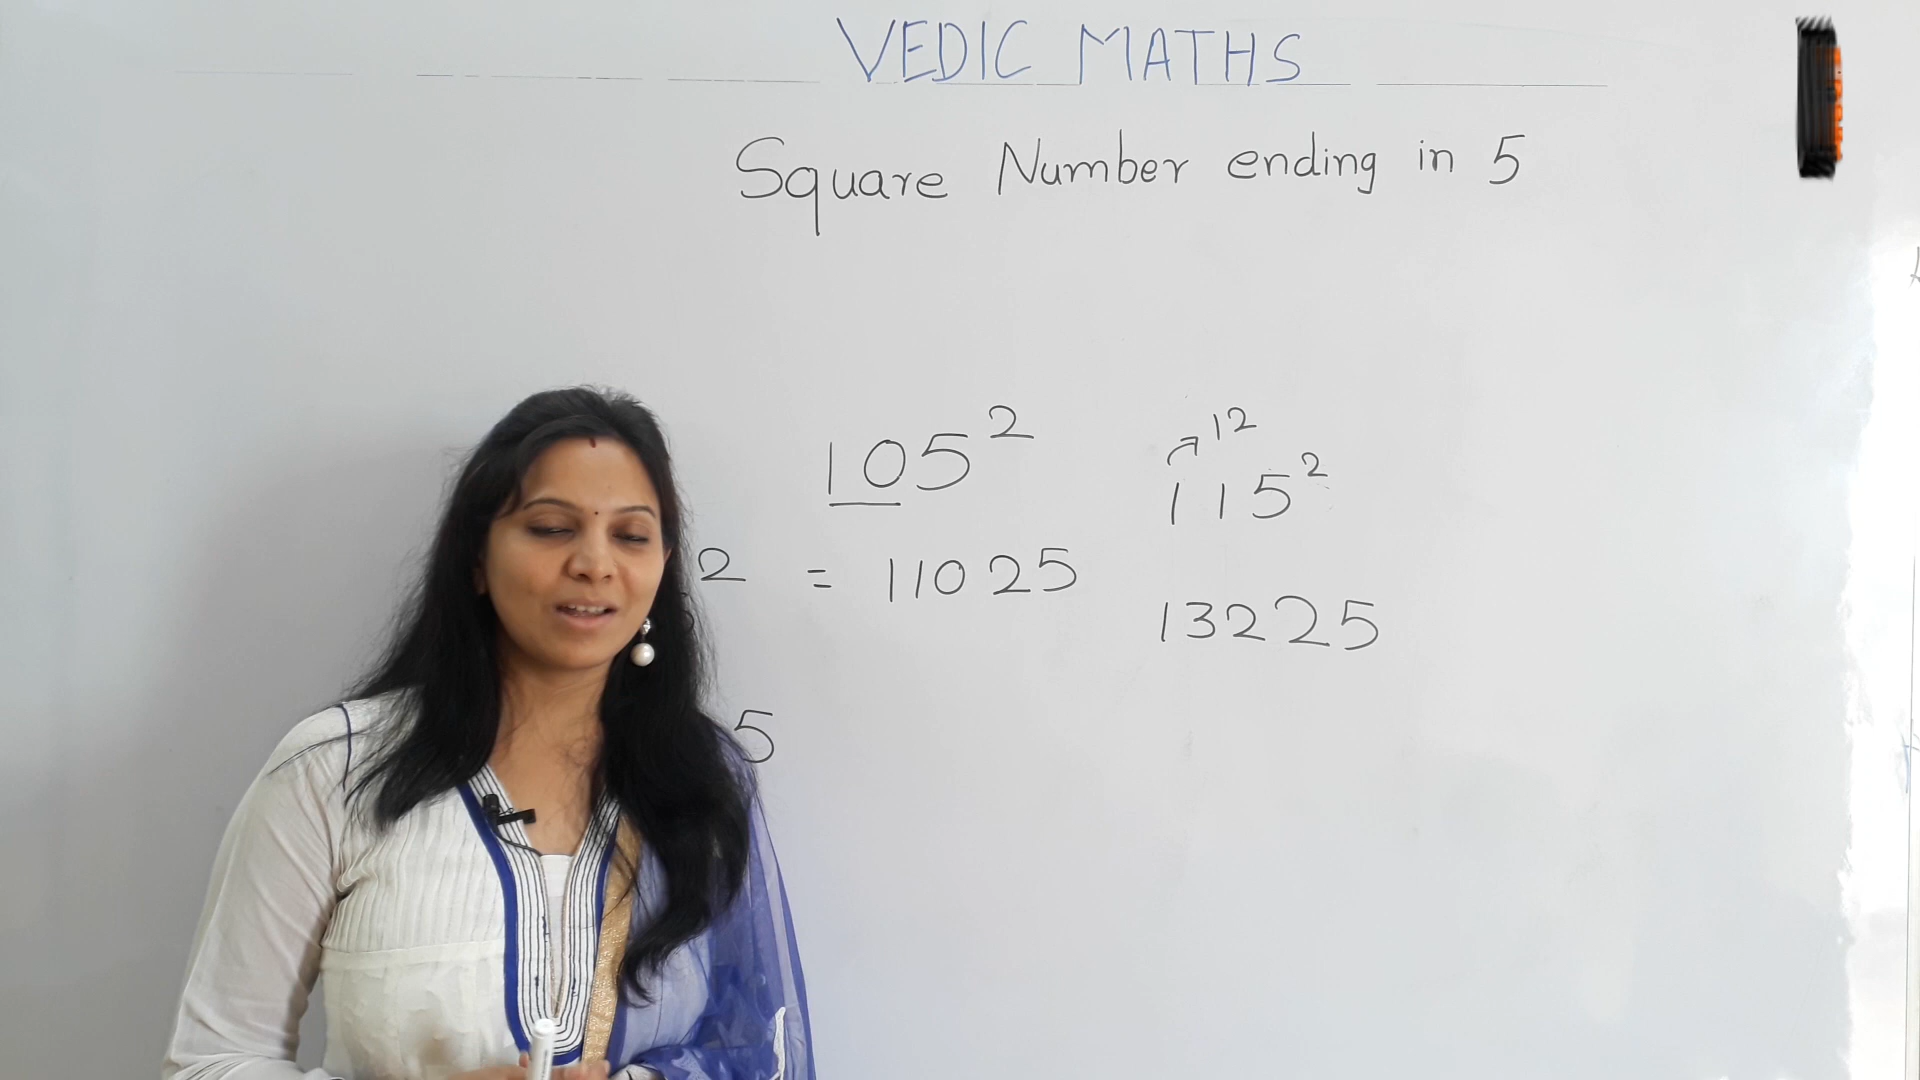 VEDIC MATHS
Square Number ending in 5
105²
2 = 11025
5
12
115²
13225